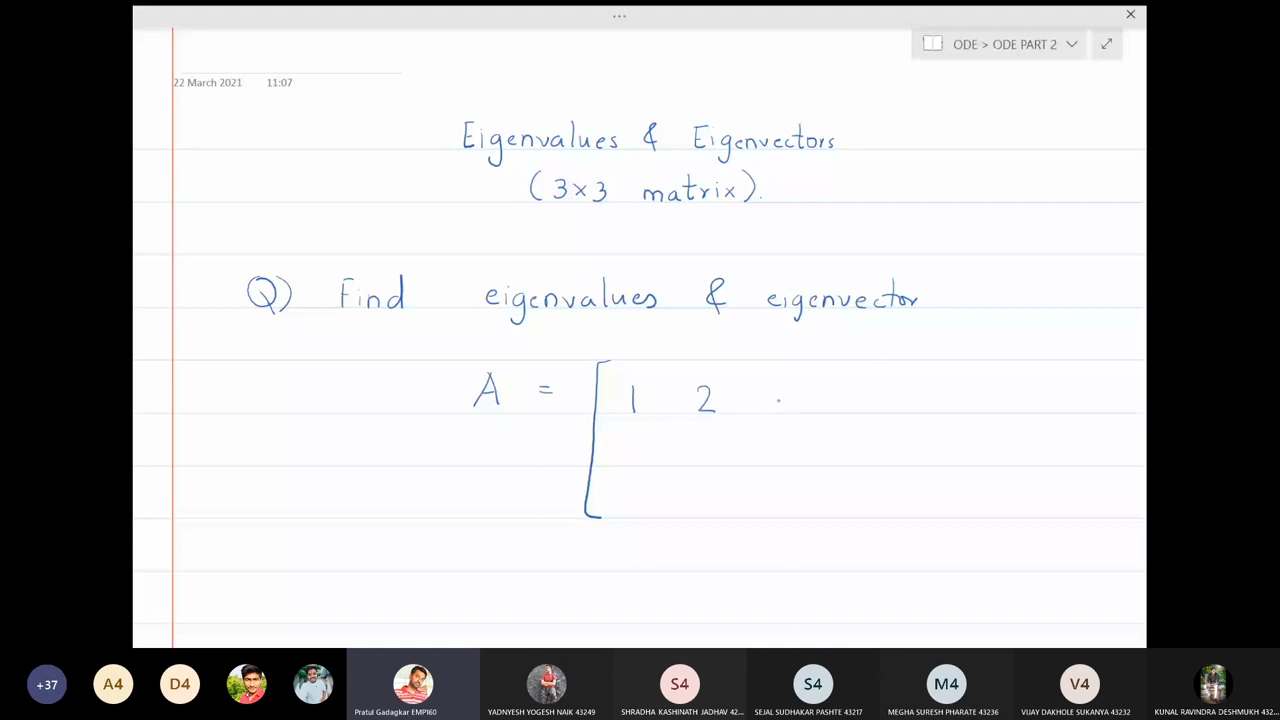 ODE > ODE PART 2
22 March 2021 11:07
Eigenvalues & Eigenvectors
(3×3 matrix).
Q) Find eigenvalues & eigenvector
A = [ 1 2
+37
A4
D4
S4
S4
M4
V4
Pratul Gadagkar EMP160
YADNYESH YOGESH NAIK 43249
SHRADHA KASHINATH JADHAV 42...
SEJAL SUDHAKAR PASHTE 43217
MEGHA SURESH PHARATE 43236
VIJAY DAKHOLE SUKANYA 43232
KUNAL RAVINDRA DESHMUKH 432...